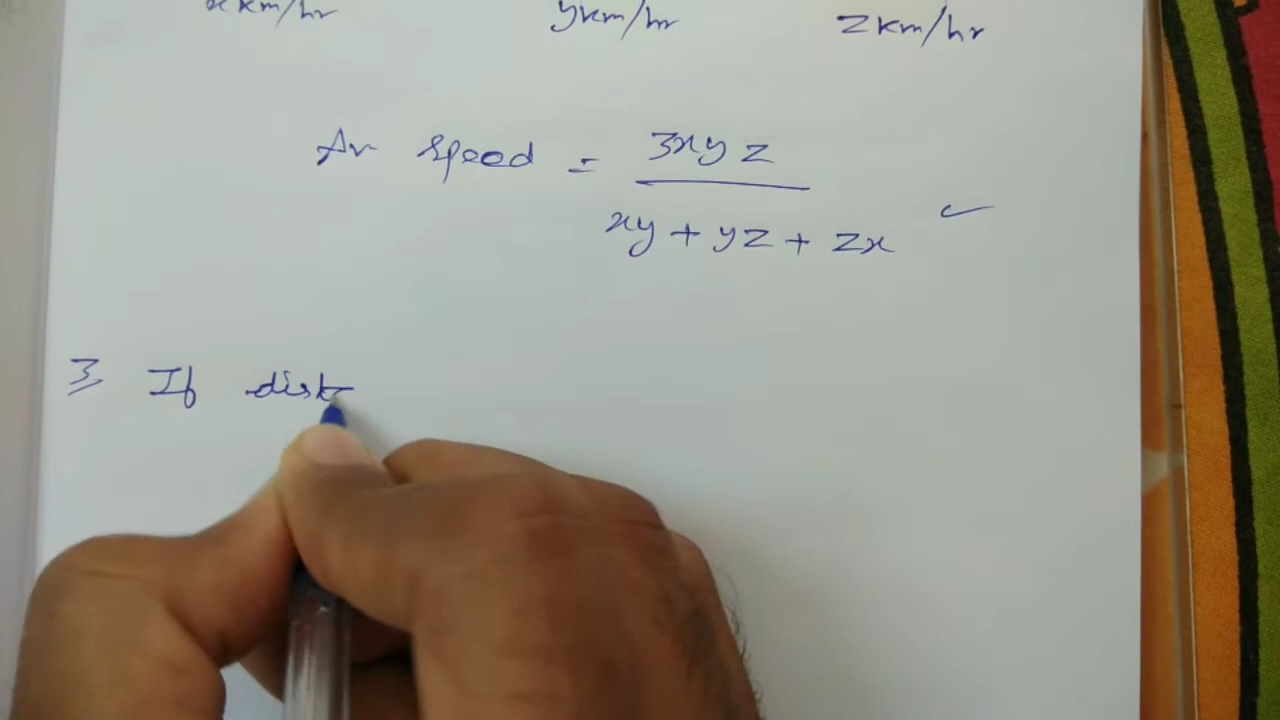 x km/hr y km/hr z km/hr
Av speed = 3xyz
xy + yz + zx
3 If dist